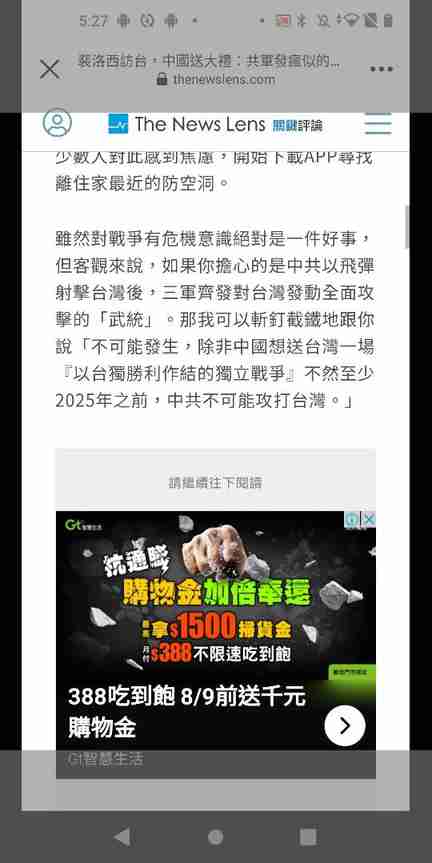 5:27
裴洛西訪台，中國送大禮：共軍發瘋似的...
thenewslens.com
The News Lens 關鍵評論
少數人對此感到焦慮，開始下載APP尋找
離住家最近的防空洞。
雖然對戰爭有危機意識絕對是一件好事，
但客觀來說，如果你擔心的是中共以飛彈
射擊台灣後，三軍齊發對台灣發動全面攻
擊的「武統」。那我可以斬釘截鐵地跟你
說「不可能發生，除非中國想送台灣一場
『以台獨勝利作結的獨立戰爭』不然至少
2025年之前，中共不可能攻打台灣。」
請繼續往下閱讀
Gt智慧生活
抗通膨
購物金加倍奉還
最高拿$1500掃貨金
月付$388不限速吃到飽
388吃到飽 8/9前送千元
購物金
Gt智慧生活